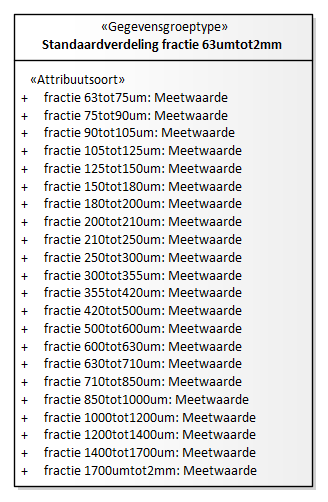 «Gegevensgroeptype»
Standaardverdeling fractie 63umtot2mm
«Attribuutsoort»
+ fractie 63tot75um: Meetwaarde
+ fractie 75tot90um: Meetwaarde
+ fractie 90tot105um: Meetwaarde
+ fractie 105tot125um: Meetwaarde
+ fractie 125tot150um: Meetwaarde
+ fractie 150tot180um: Meetwaarde
+ fractie 180tot200um: Meetwaarde
+ fractie 200tot210um: Meetwaarde
+ fractie 210tot250um: Meetwaarde
+ fractie 250tot300um: Meetwaarde
+ fractie 300tot355um: Meetwaarde
+ fractie 355tot420um: Meetwaarde
+ fractie 420tot500um: Meetwaarde
+ fractie 500tot600um: Meetwaarde
+ fractie 600tot630um: Meetwaarde
+ fractie 630tot710um: Meetwaarde
+ fractie 710tot850um: Meetwaarde
+ fractie 850tot1000um: Meetwaarde
+ fractie 1000tot1200um: Meetwaarde
+ fractie 1200tot1400um: Meetwaarde
+ fractie 1400tot1700um: Meetwaarde
+ fractie 1700umtot2mm: Meetwaarde